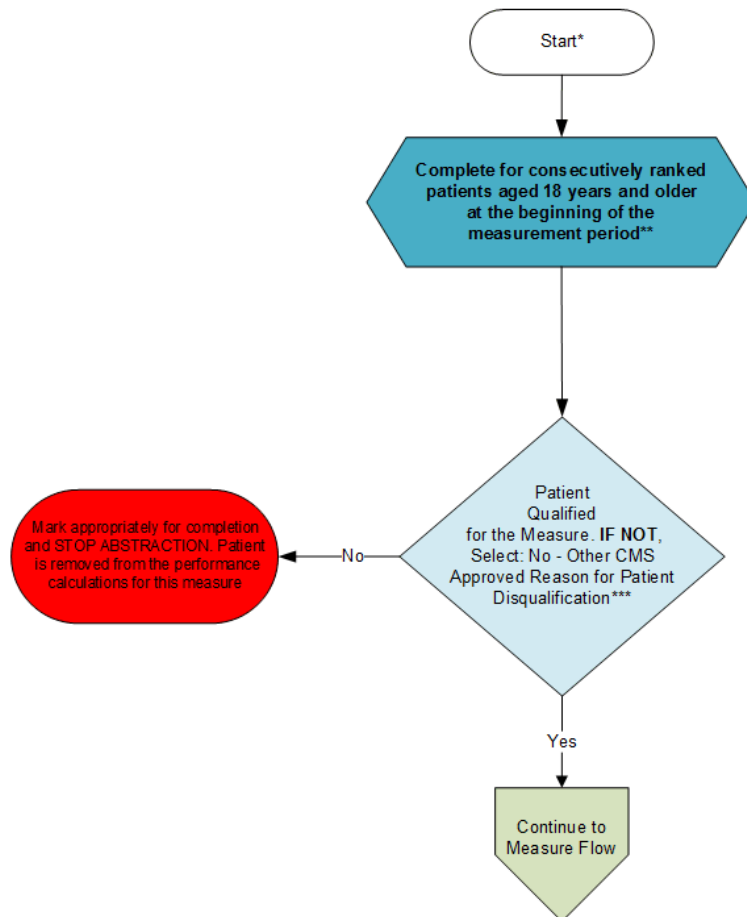 Start*
Complete for consecutively ranked
patients aged 18 years and older
at the beginning of the
measurement period**
Patient
Qualified
for the Measure. IF NOT,
Select: No - Other CMS
Approved Reason for Patient
Disqualification***
No
Mark appropriately for completion
and STOP ABSTRACTION. Patient
is removed from the performance
calculations for this measure
Yes
Continue to
Measure Flow